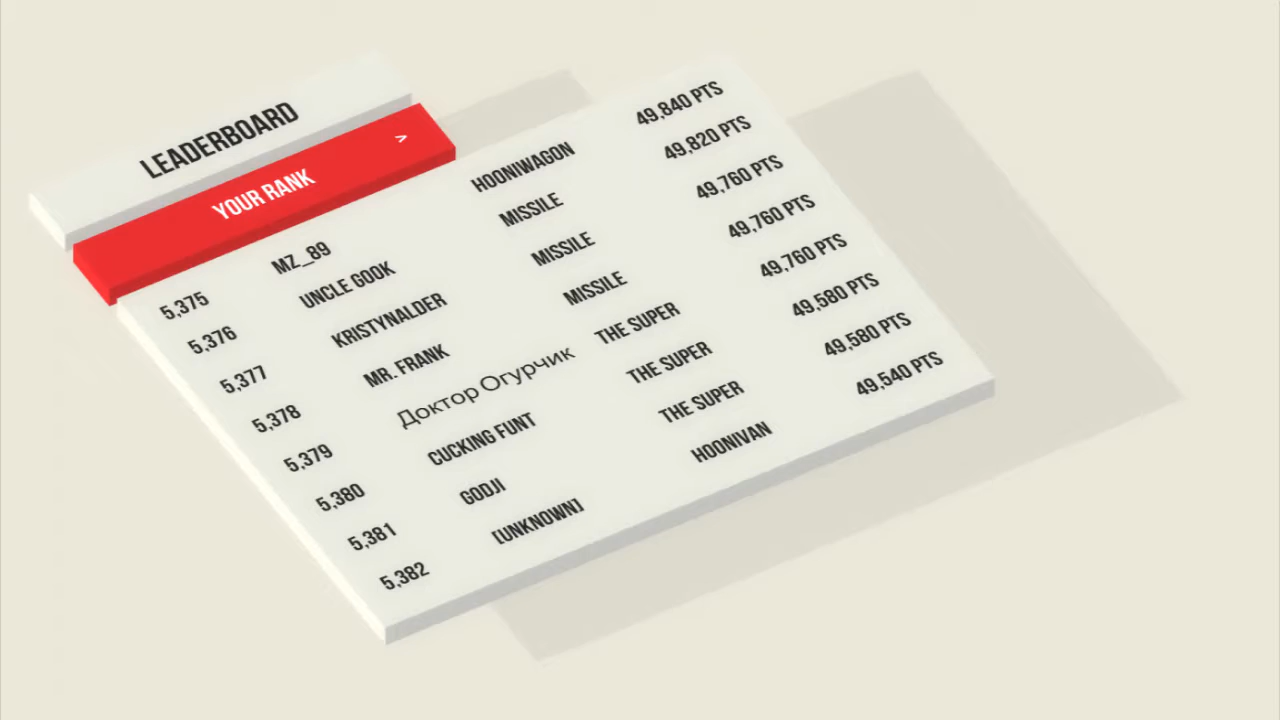 LEADERBOARD
YOUR RANK >
5,375 MZ_89 HOONIWAGON 49,840 PTS
5,376 UNCLE GOOK MISSILE 49,820 PTS
5,377 KRISTYNALDER MISSILE 49,760 PTS
5,378 MR. FRANK MISSILE 49,760 PTS
5,379 Доктор Огурчик THE SUPER 49,760 PTS
5,380 CUCKING FUNT THE SUPER 49,580 PTS
5,381 GODJI THE SUPER 49,580 PTS
5,382 [UNKNOWN] HOONIVAN 49,540 PTS